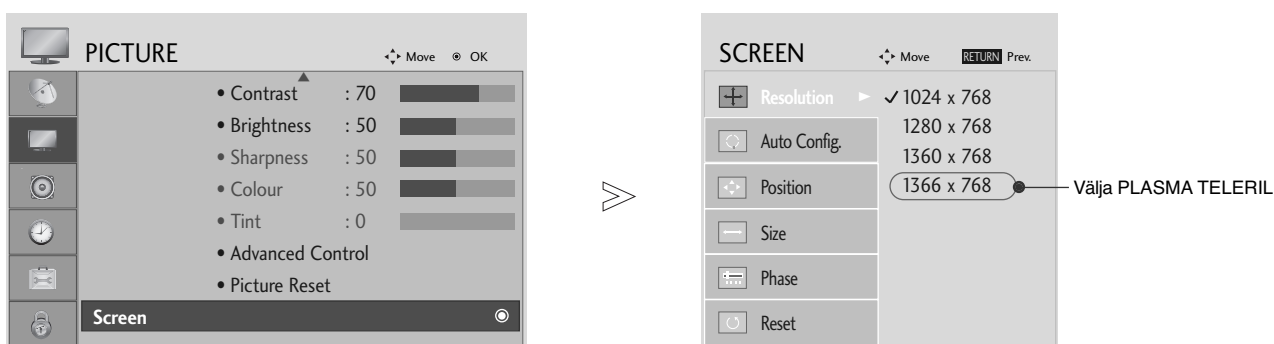 PICTURE
Move OK
• Contrast : 70
• Brightness : 50
• Sharpness : 50
• Colour : 50
• Tint : 0
• Advanced Control
• Picture Reset
Screen
SCREEN
Move RETURN Prev.
Resolution
Auto Config.
Position
Size
Phase
Reset
✓ 1024 x 768
1280 x 768
1360 x 768
1366 x 768
Välja PLASMA TELERIL